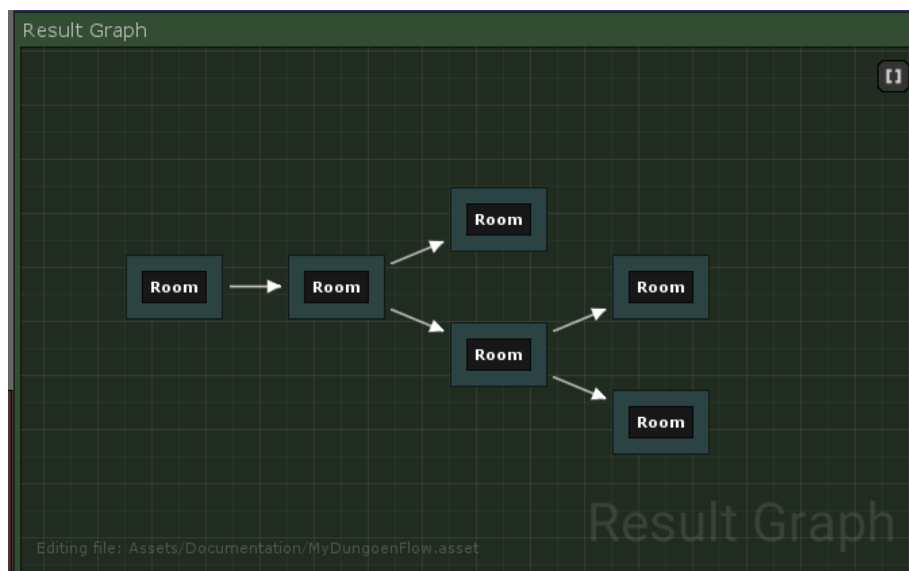 Result Graph
Room
Room
Room
Room
Room
Room
Result Graph
Editing file: Assets/Documentation/MyDungoenFlow.asset